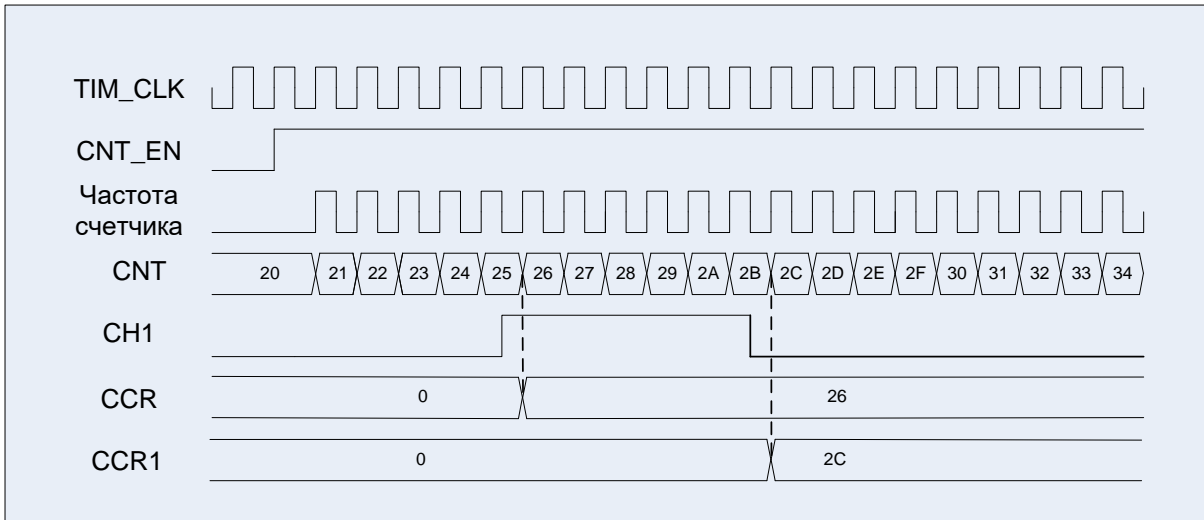 TIM_CLK
CNT_EN
Частота
счетчика
CNT 20 21 22 23 24 25 26 27 28 29 2A 2B 2C 2D 2E 2F 30 31 32 33 34
CH1
CCR 0 26
CCR1 0 2C